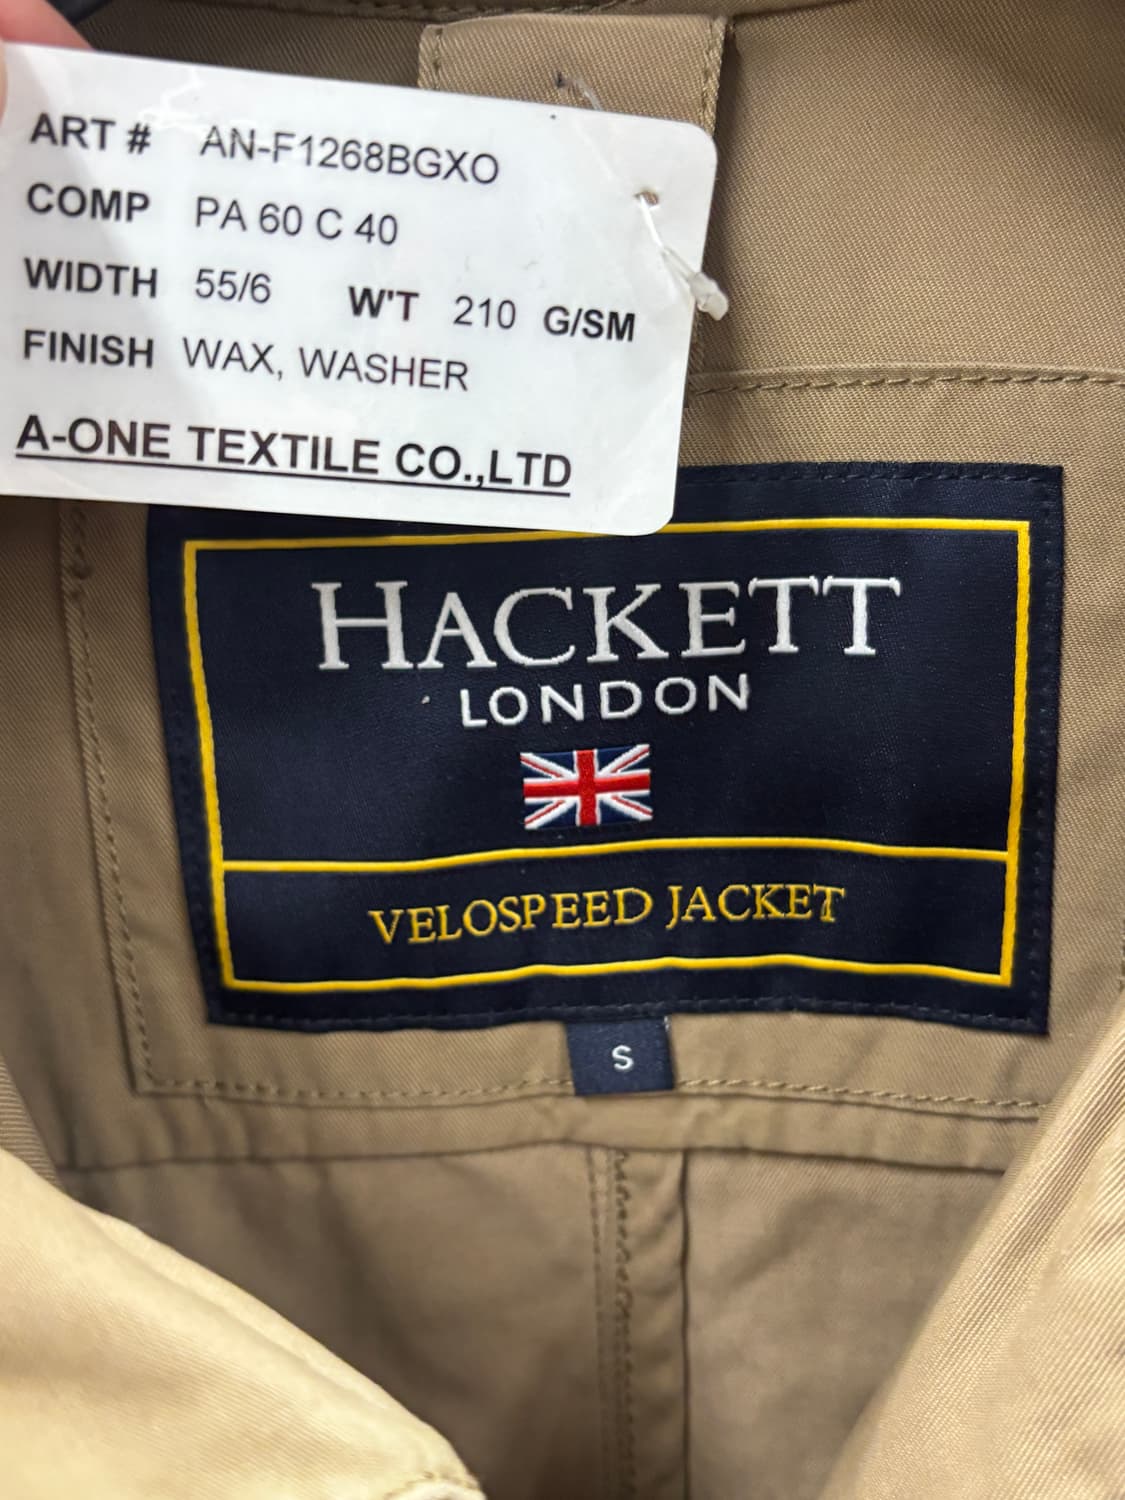 ART # AN-F1268BGXO
COMP PA 60 C 40
WIDTH 55/6 W'T 210 G/SM
FINISH WAX, WASHER
A-ONE TEXTILE CO.,LTD
HACKETT
LONDON
VELOSPEED JACKET
S